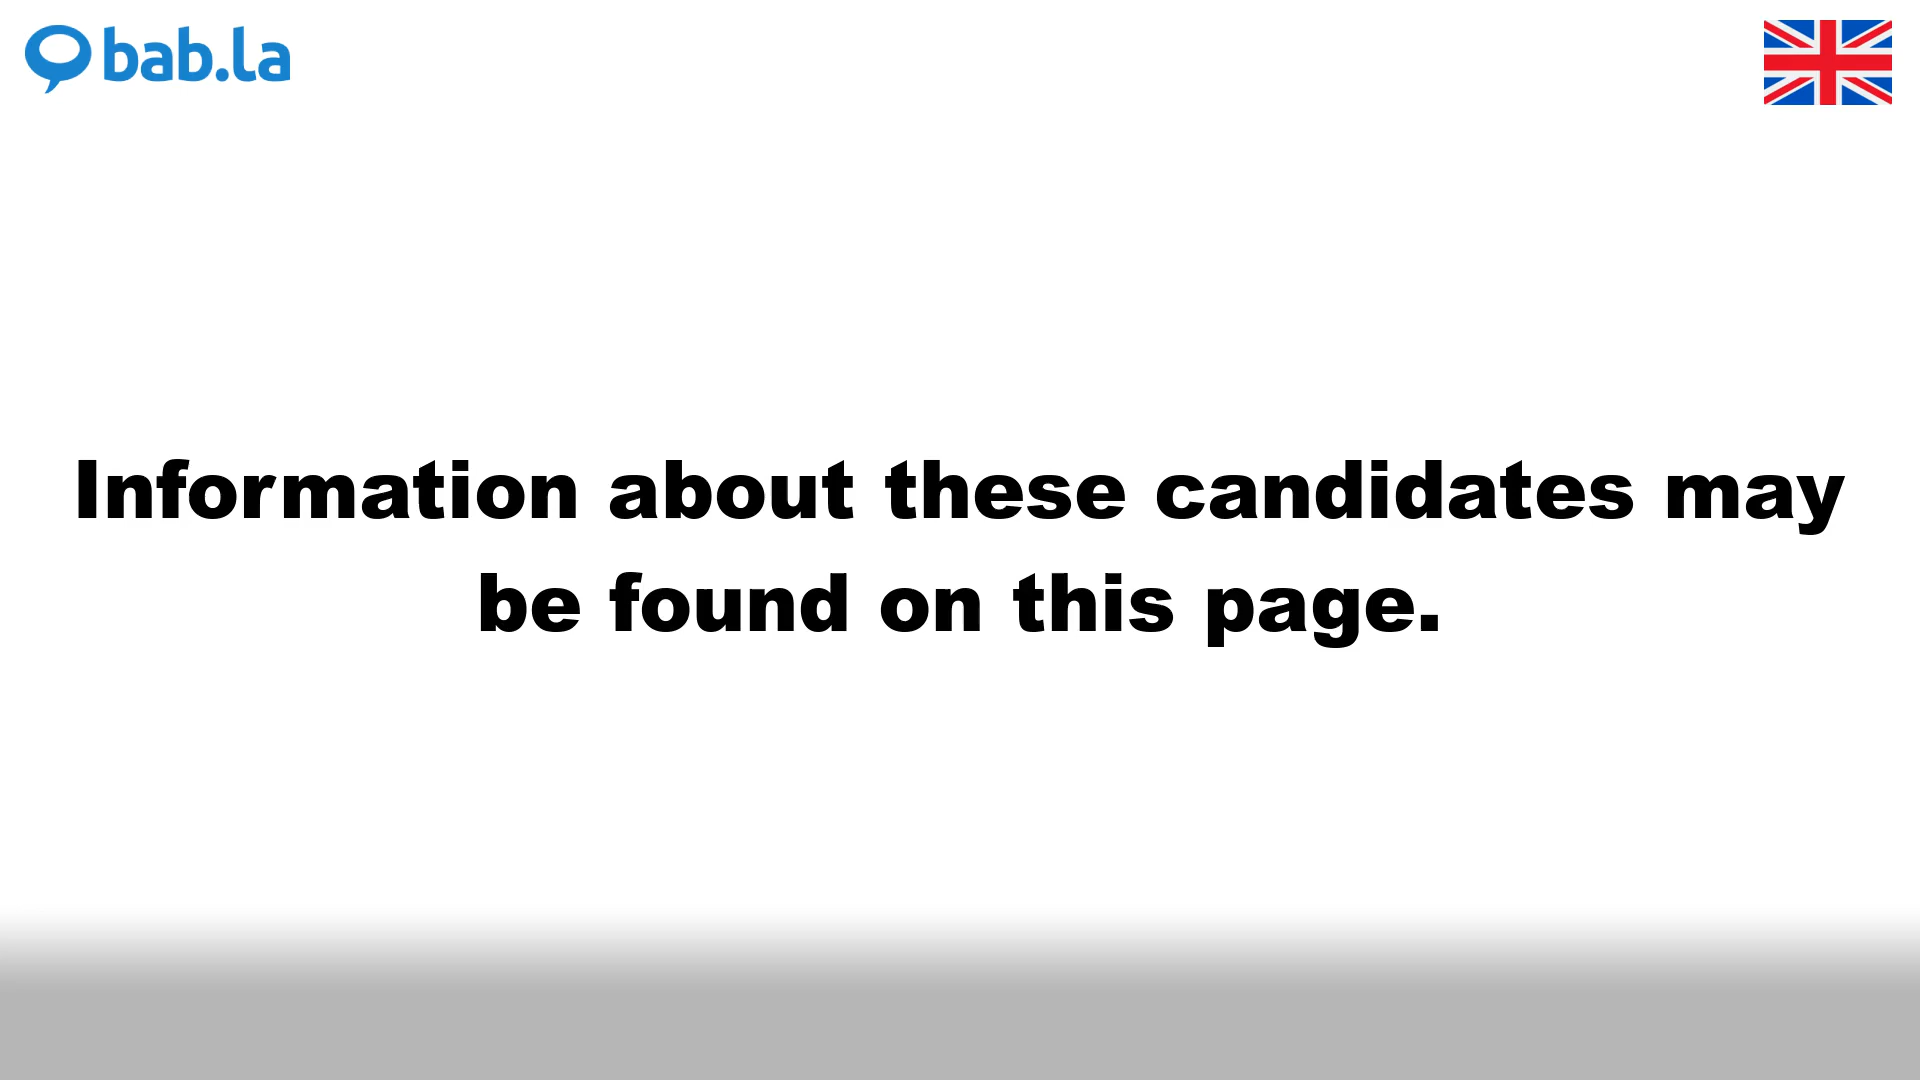 bab.la
Information about these candidates may
be found on this page.